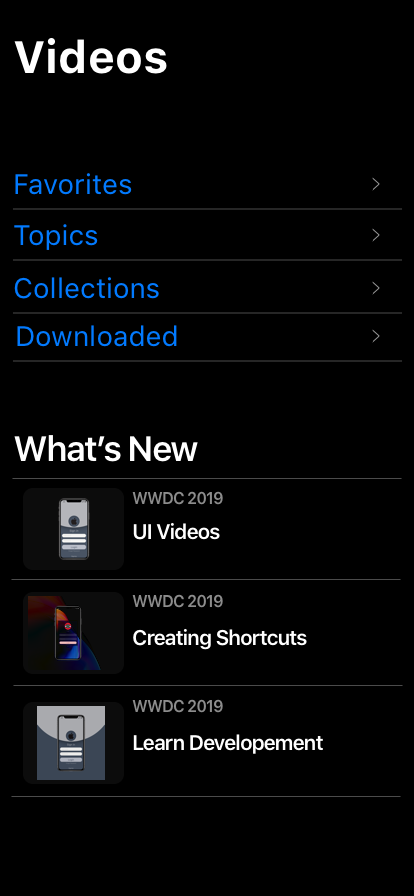 Videos
Favorites
Topics
Collections
Downloaded
What's New
WWDC 2019
UI Videos
WWDC 2019
Creating Shortcuts
WWDC 2019
Learn Developement